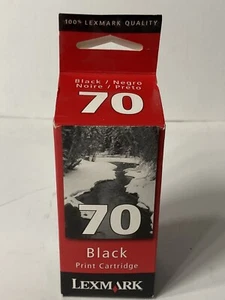 100% LEXMARK QUALITY
Black / Negro
Noire / Preto
70
70
Black
Print Cartridge
LEXMARK